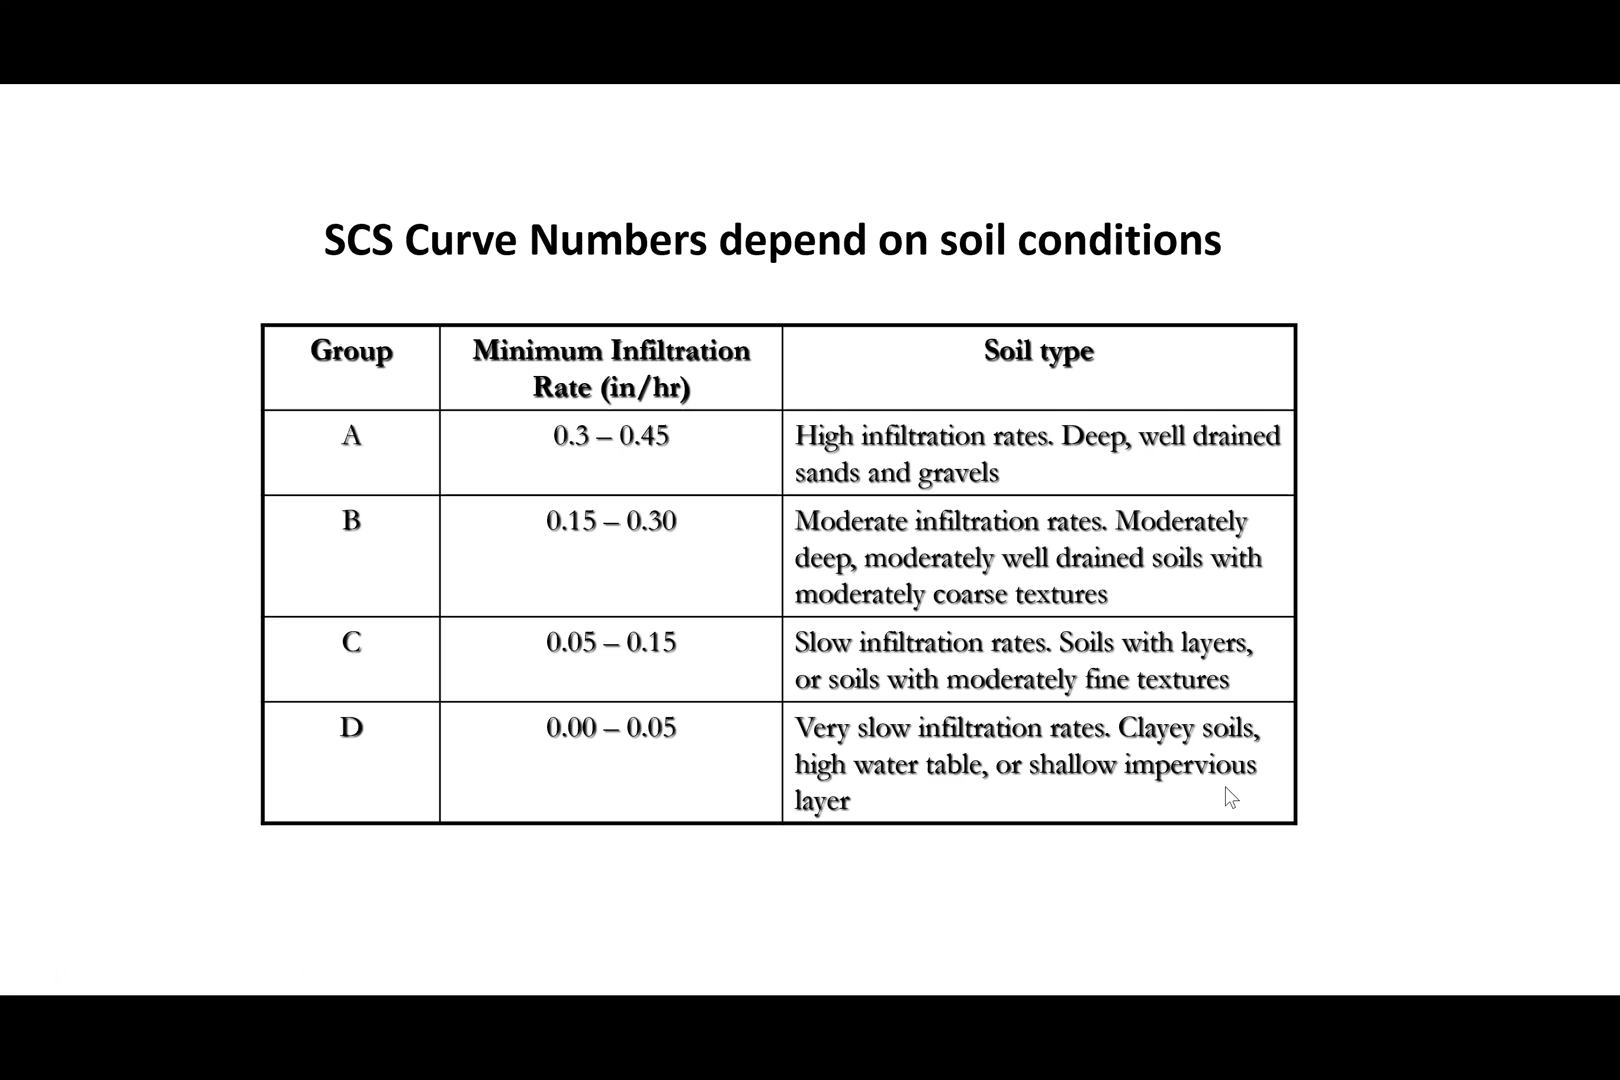 SCS Curve Numbers depend on soil conditions
Group
Minimum Infiltration
Rate (in/hr)
Soil type
A
0.3 – 0.45
High infiltration rates. Deep, well drained
sands and gravels
B
0.15 – 0.30
Moderate infiltration rates. Moderately
deep, moderately well drained soils with
moderately coarse textures
C
0.05 – 0.15
Slow infiltration rates. Soils with layers,
or soils with moderately fine textures
D
0.00 – 0.05
Very slow infiltration rates. Clayey soils,
high water table, or shallow impervious
layer